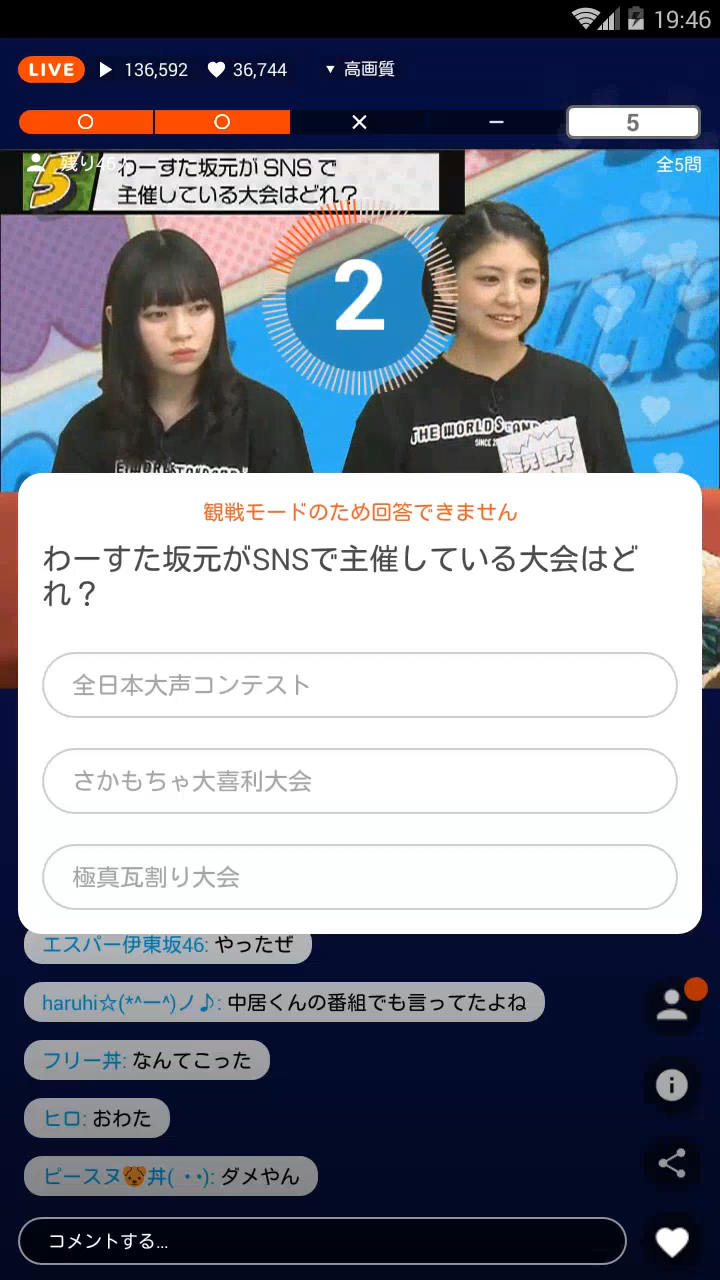 19:46
LIVE 136,592 36,744 ▼ 高画質
○ ○ × − 5
5 残り46 わーすた坂元が SNS で
主催している大会はどれ？
全5問
2
THE WORLD STAND
SINCE 2
E WORLD STANDARD
観戦モードのため回答できません
わーすた坂元がSNSで主催している大会はど
れ？
全日本大声コンテスト
さかもちゃ大喜利大会
極真瓦割り大会
エスパー伊東坂46: やったぜ
haruhi☆(*^ー^)ノ♪: 中居くんの番組でも言ってたよね
フリー丼: なんてこった
ヒロ: おわた
ピースヌ🐶丼( ･･): ダメやん
コメントする...